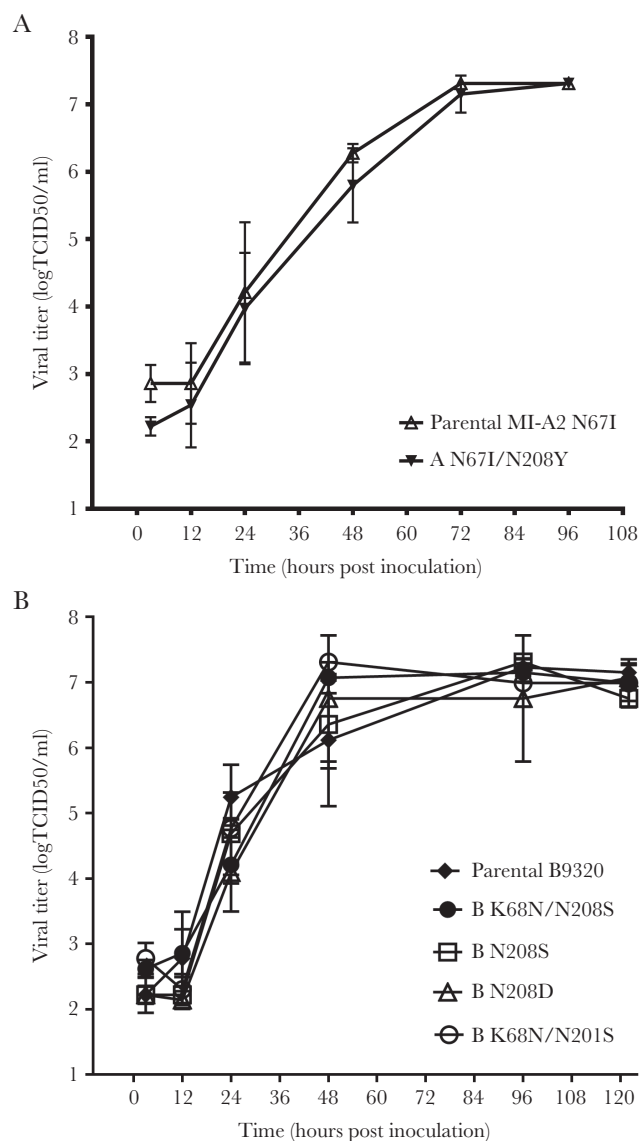 A
8
7
6
5
4
3
2
1
Viral titer (logTCID50/ml)
Parental MI-A2 N67I
A N67I/N208Y
0 12 24 36 48 60 72 84 96 108
Time (hours post inoculation)
B
8
7
6
5
4
3
2
1
Viral titer (logTCID50/ml)
Parental B9320
B K68N/N208S
B N208S
B N208D
B K68N/N201S
0 12 24 36 48 60 72 84 96 108 120
Time (hours post inoculation)